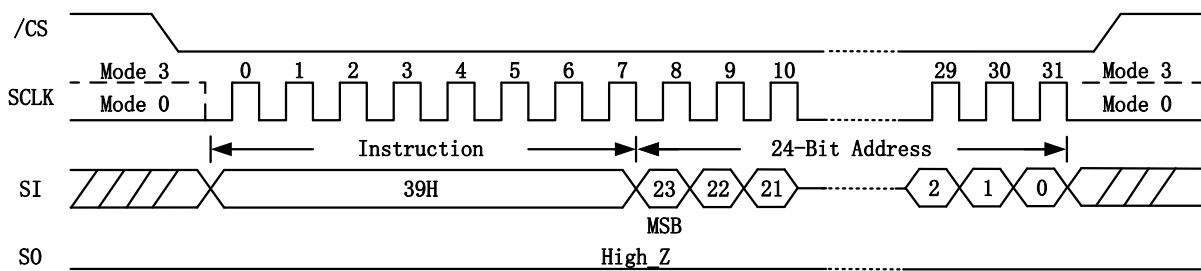 /CS
0 1 2 3 4 5 6 7 8 9 10 29 30 31
Mode 3 Mode 3
SCLK
Mode 0 Mode 0
Instruction 24-Bit Address
SI 39H 23 22 21 2 1 0
MSB
SO High_Z